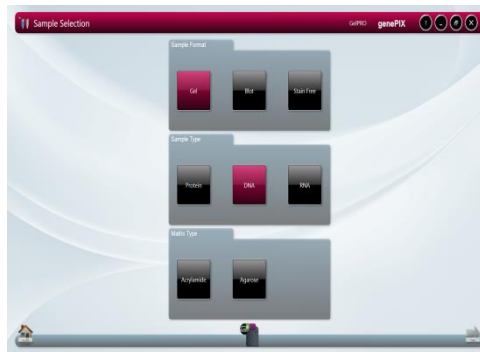 Sample Selection
GelPRO genePIX ?
Sample Format
Gel Blot Stain Free
Sample Type
Protein DNA RNA
Matrix Type
Acrylamide Agarose